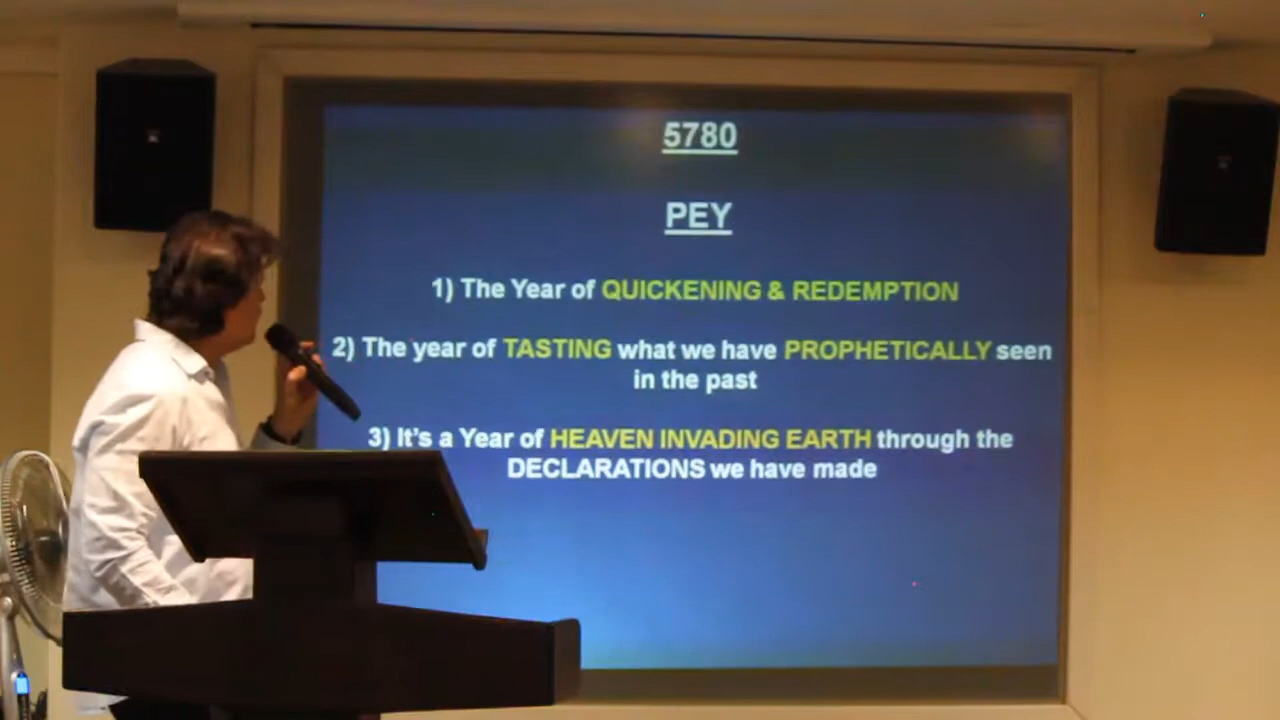 5780
PEY
1) The Year of QUICKENING & REDEMPTION
2) The year of TASTING what we have PROPHETICALLY seen
in the past
3) It's a Year of HEAVEN INVADING EARTH through the
DECLARATIONS we have made